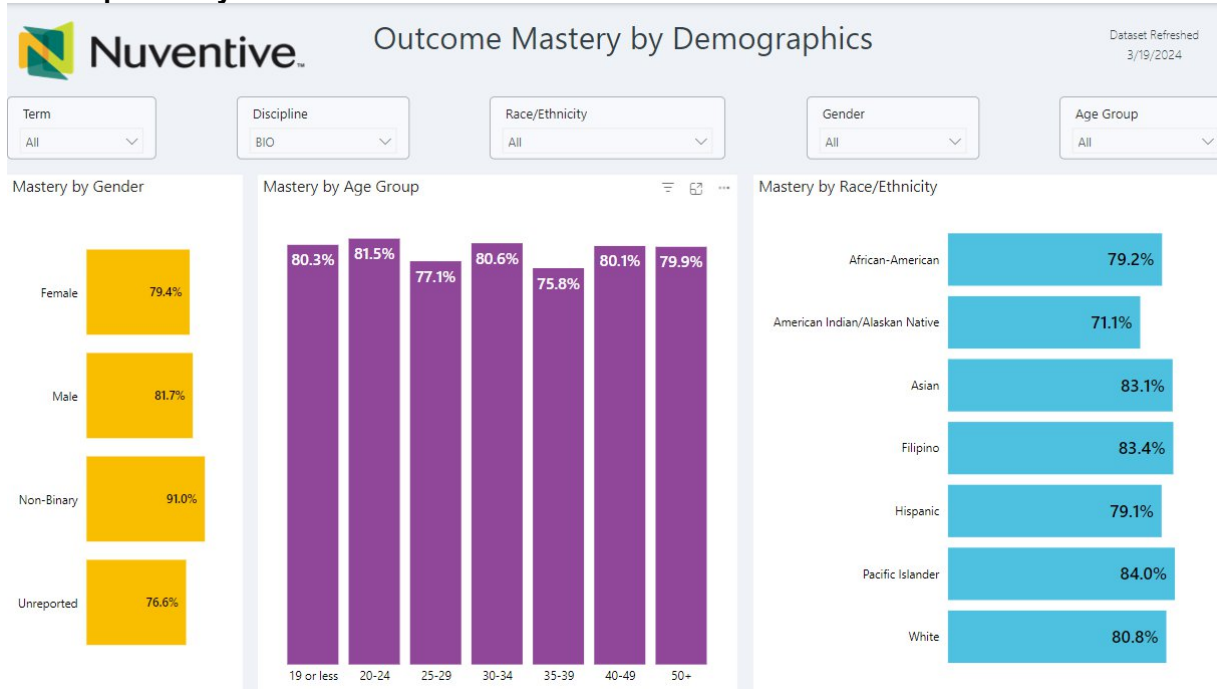 Nuventive
Outcome Mastery by Demographics
Dataset Refreshed
3/19/2024
Term
All
Discipline
BIO
Race/Ethnicity
All
Gender
All
Age Group
All
Mastery by Gender
Female 79.4%
Male 81.7%
Non-Binary 91.0%
Unreported 76.6%
Mastery by Age Group
80.3% 81.5% 77.1% 80.6% 75.8% 80.1% 79.9%
19 or less 20-24 25-29 30-34 35-39 40-49 50+
Mastery by Race/Ethnicity
African-American 79.2%
American Indian/Alaskan Native 71.1%
Asian 83.1%
Filipino 83.4%
Hispanic 79.1%
Pacific Islander 84.0%
White 80.8%